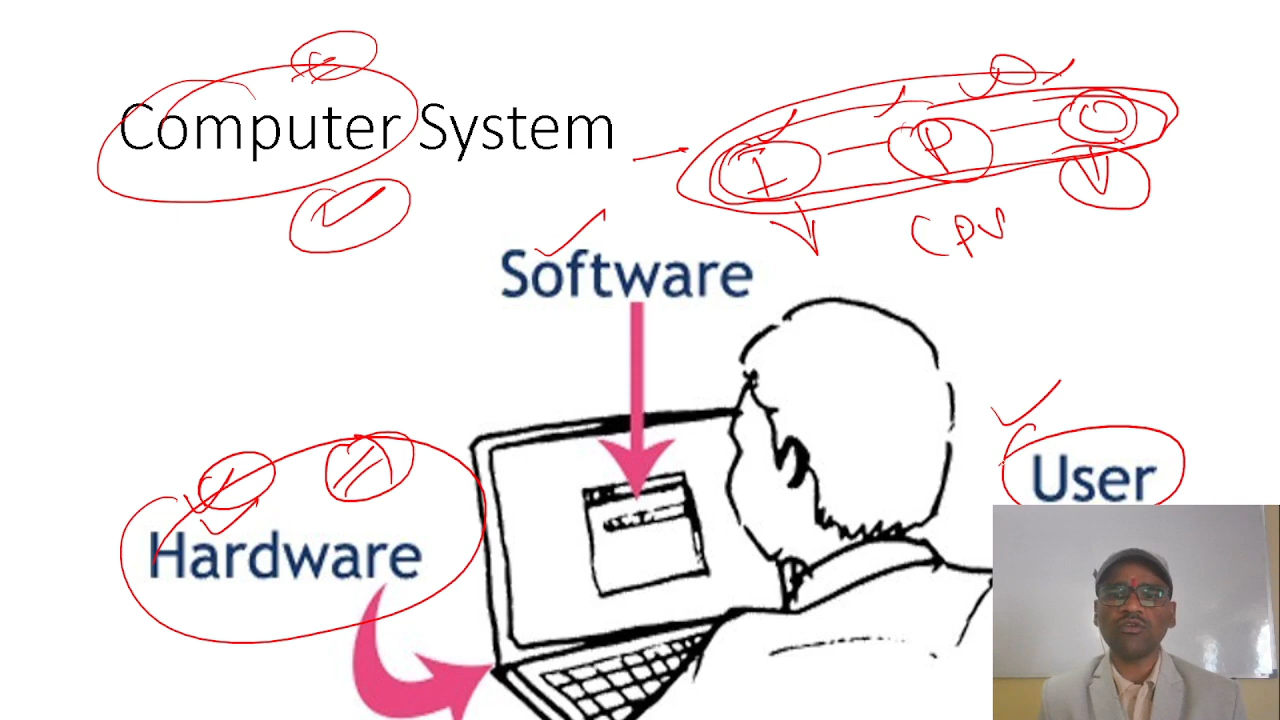 Computer System
I P O
CPU
Software
User
Hardware